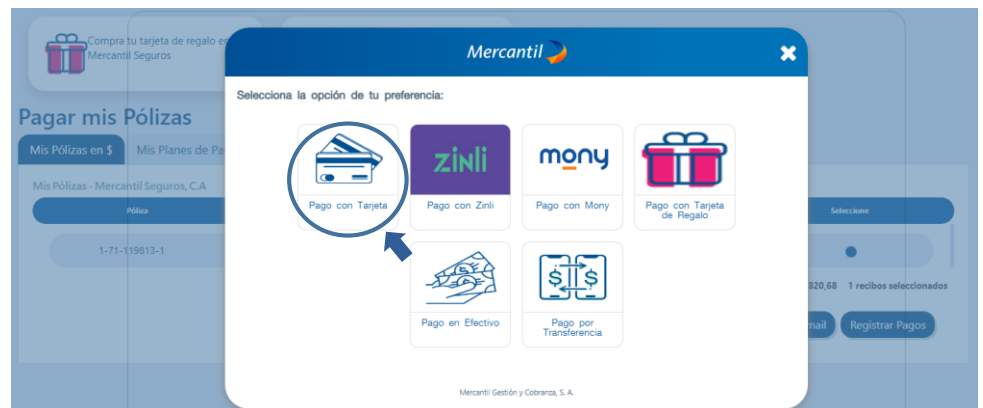 Compra tu tarjeta de regalo en
Mercantil Seguros
Mercantil
Selecciona la opción de tu preferencia:
Pagar mis Pólizas
Mis Pólizas en $
Mis Planes de
Mis Pólizas - Mercantil Seguros, C.A
Póliza
Seleccione
1-71-119813-1
zinli
mony
Pago con Tarjeta
Pago con Zinli
Pago con Mony
Pago con Tarjeta
de Regalo
$ $
820,68 1 recibos seleccionados
Registrar Pagos
Pago en Efectivo
Pago por
Transferencia
Mercantil Gestión y Cobranza, S. A.